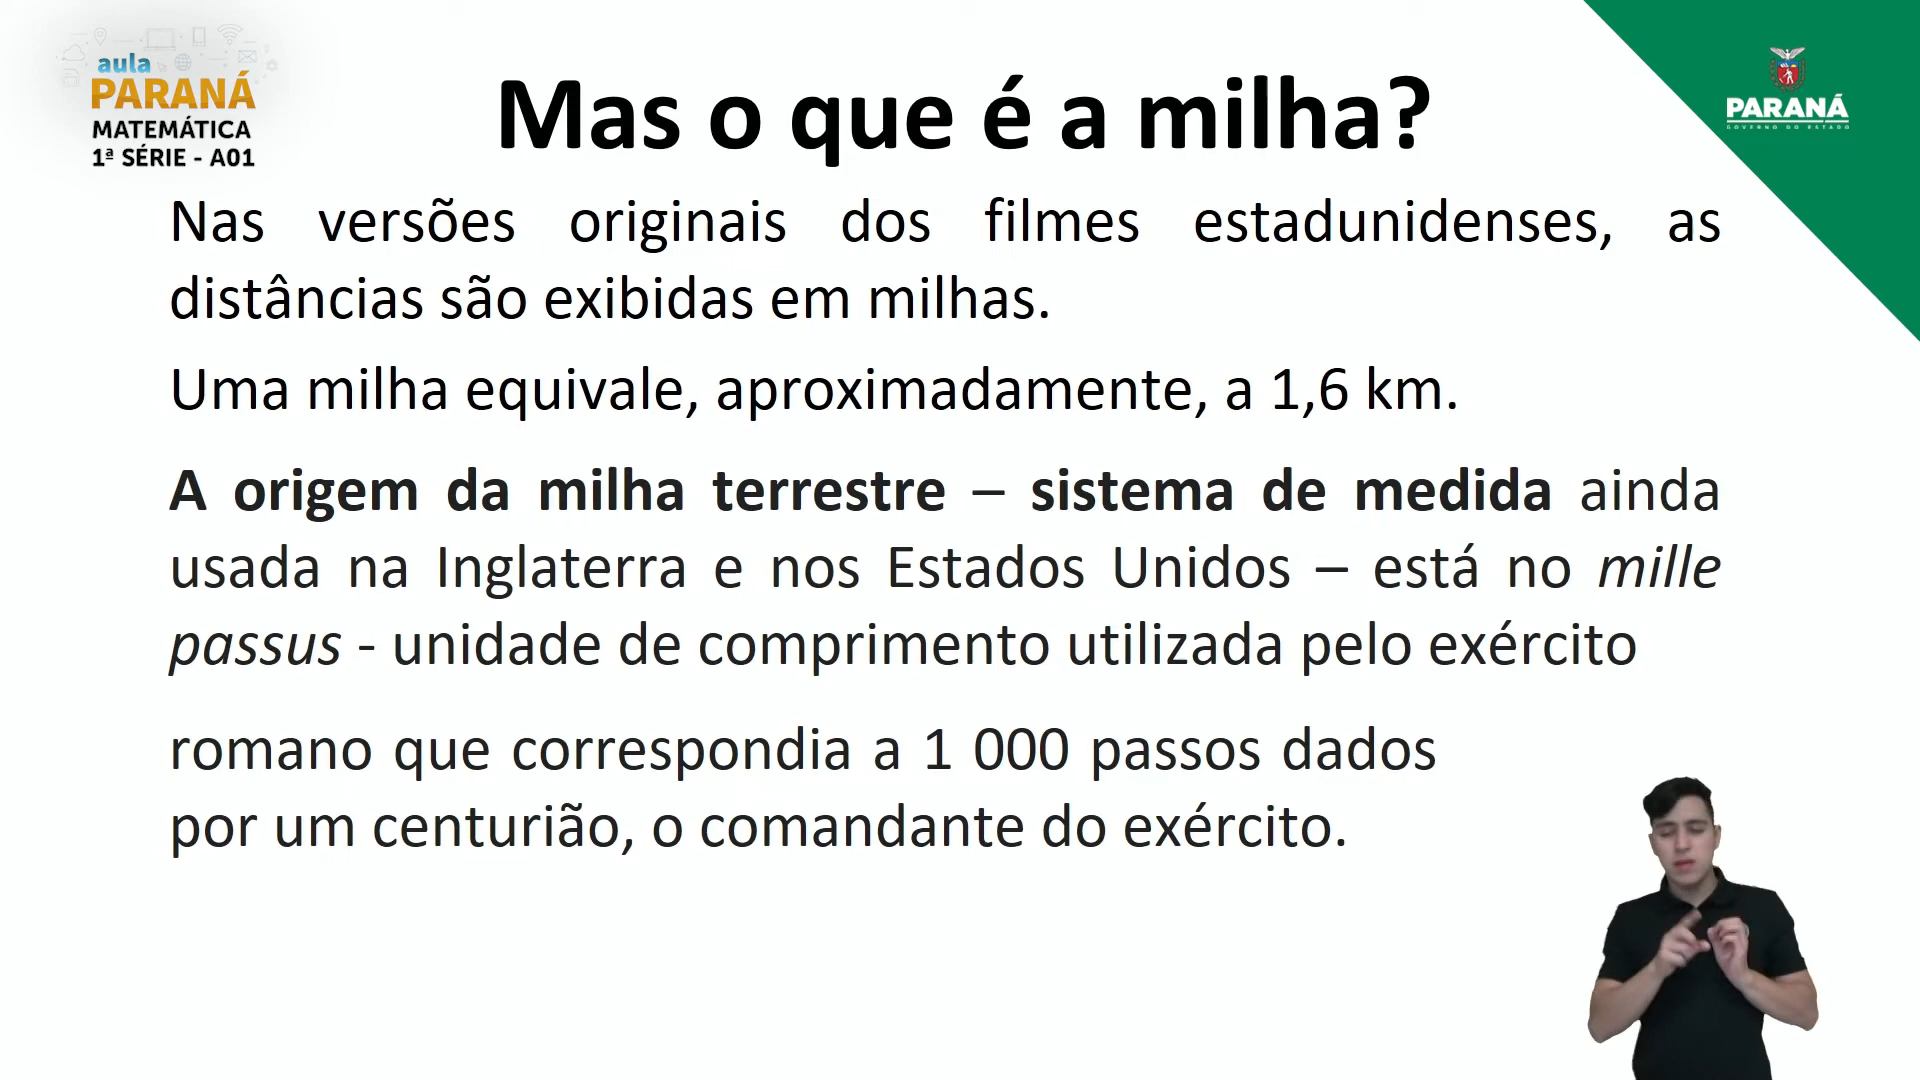 aula
PARANÁ
MATEMÁTICA
1ª SÉRIE - A01
Mas o que é a milha?
PARANÁ
GOVERNO DO ESTADO
Nas versões originais dos filmes estadunidenses, as
distâncias são exibidas em milhas.
Uma milha equivale, aproximadamente, a 1,6 km.
A origem da milha terrestre – sistema de medida ainda
usada na Inglaterra e nos Estados Unidos – está no mille
passus - unidade de comprimento utilizada pelo exército
romano que correspondia a 1 000 passos dados
por um centurião, o comandante do exército.